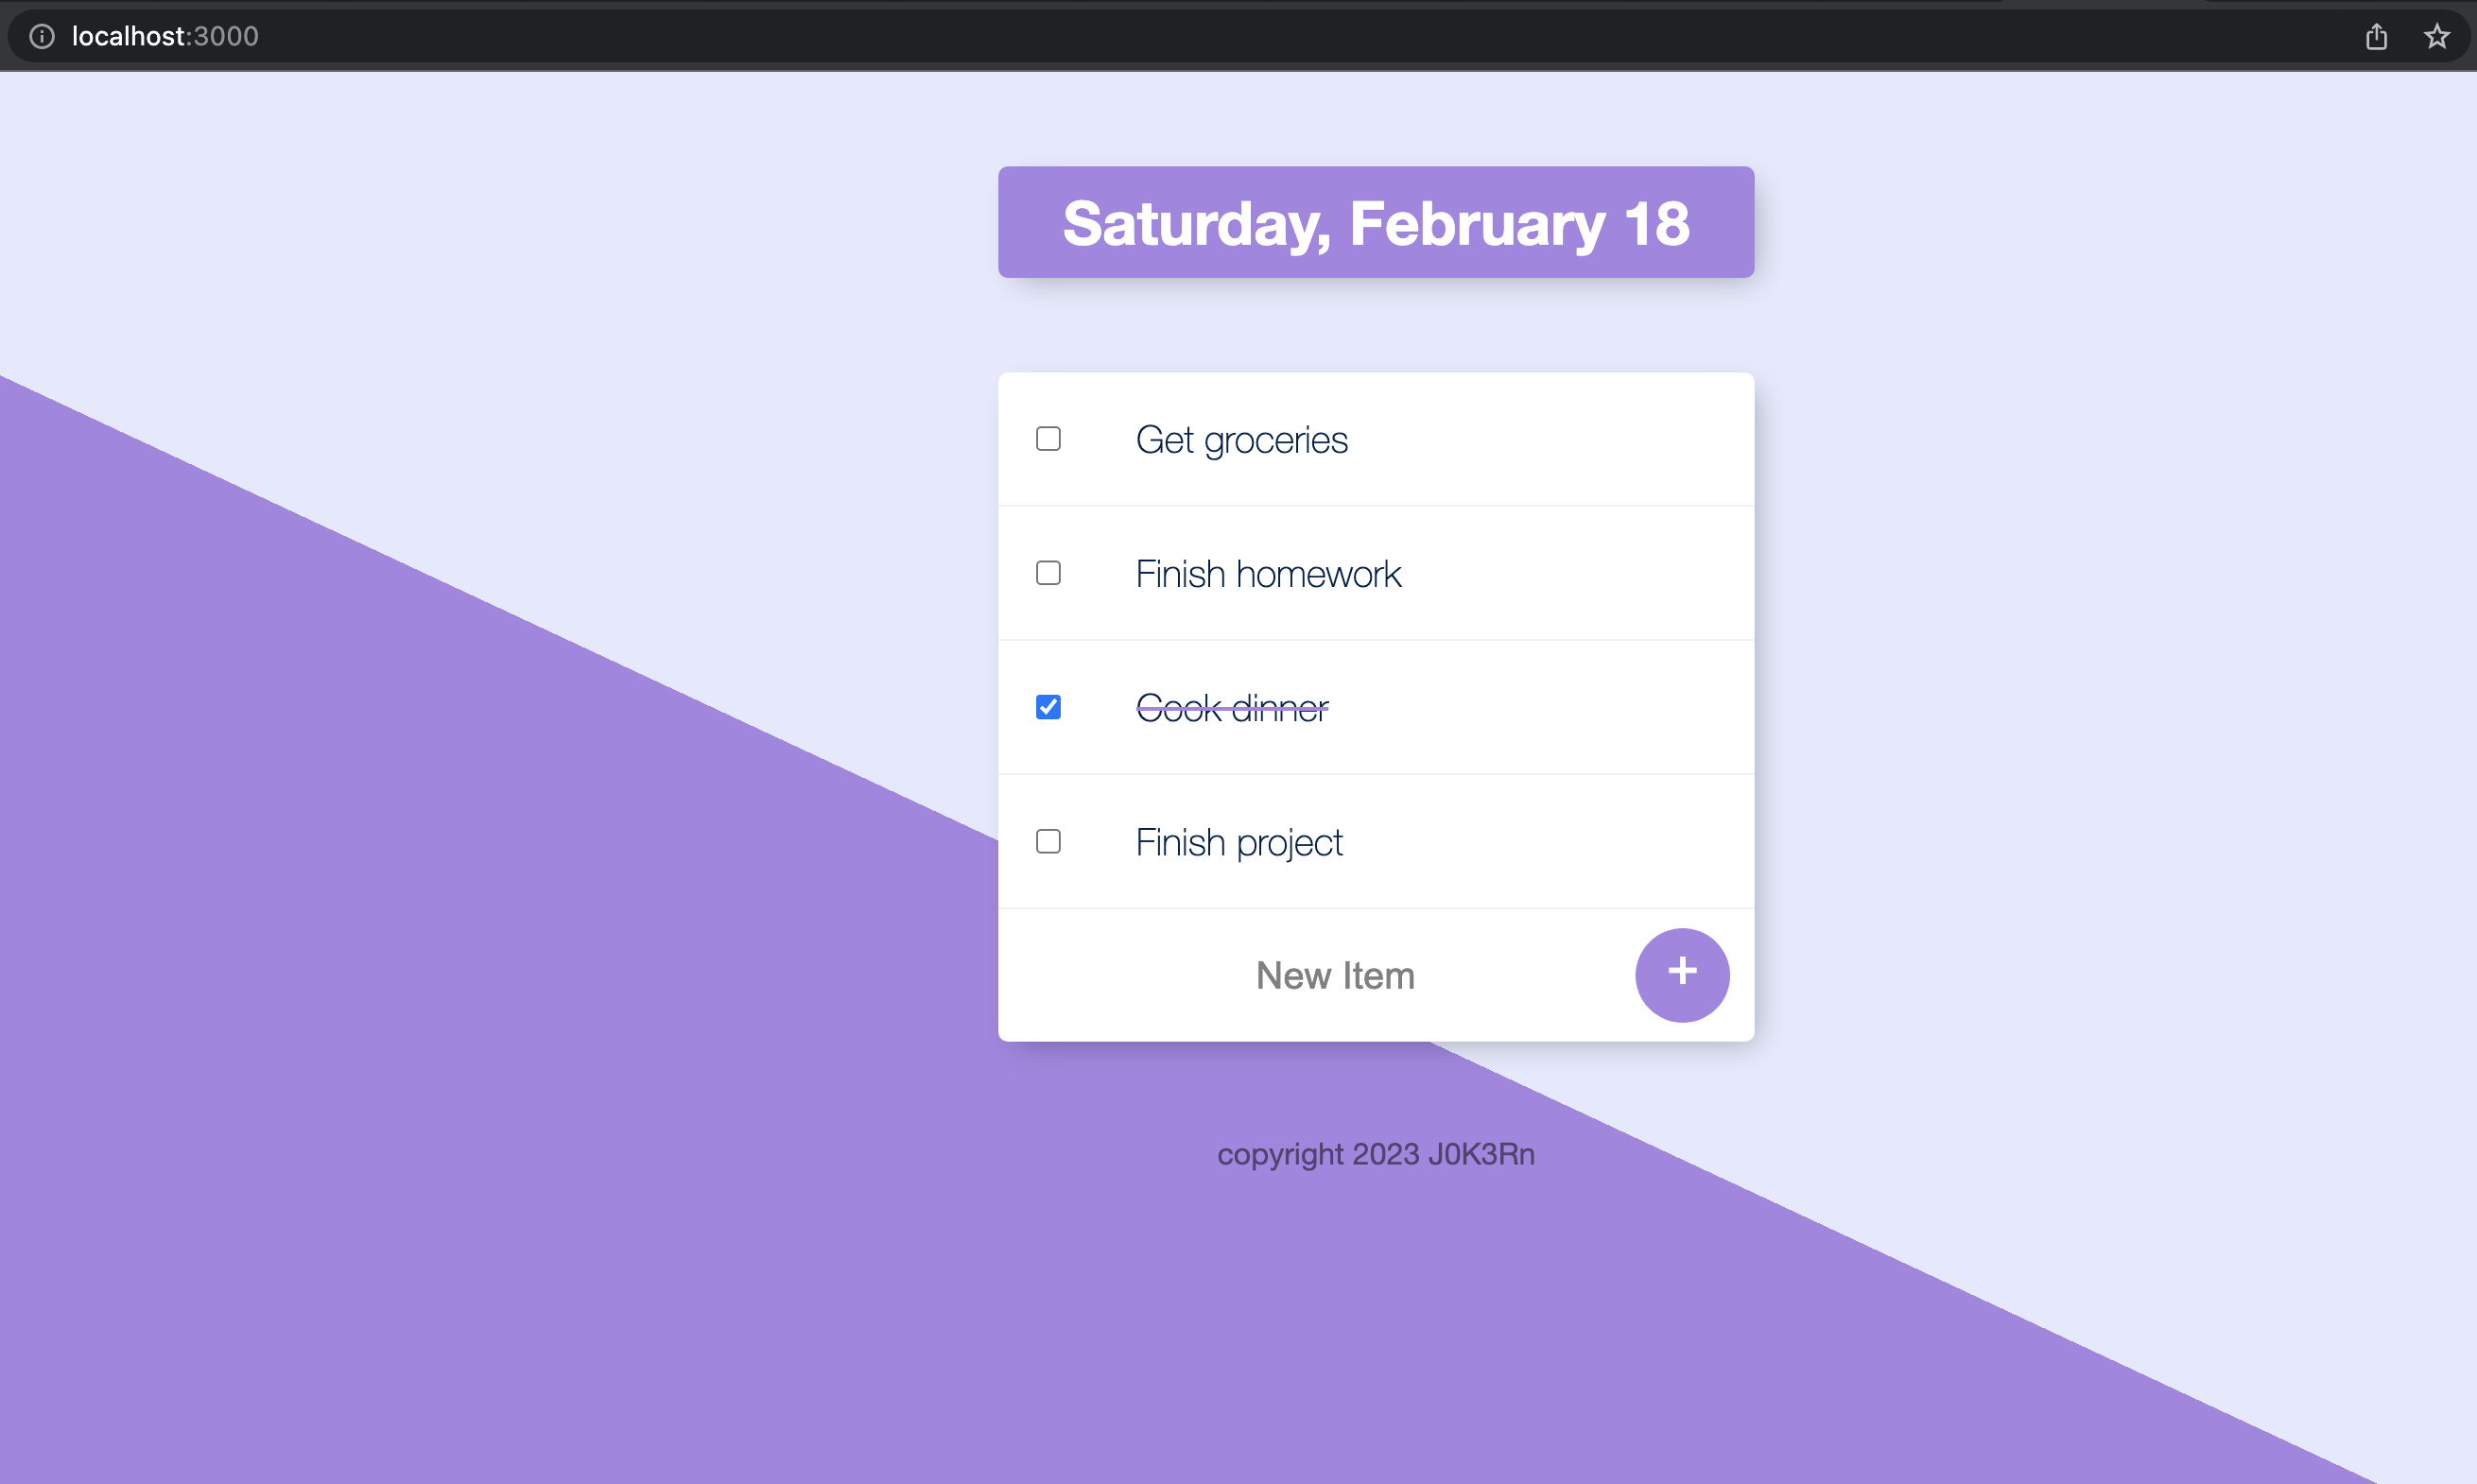 localhost:3000
Saturday, February 18
Get groceries
Finish homework
Cook dinner
Finish project
New Item
+
copyright 2023 J0K3Rn